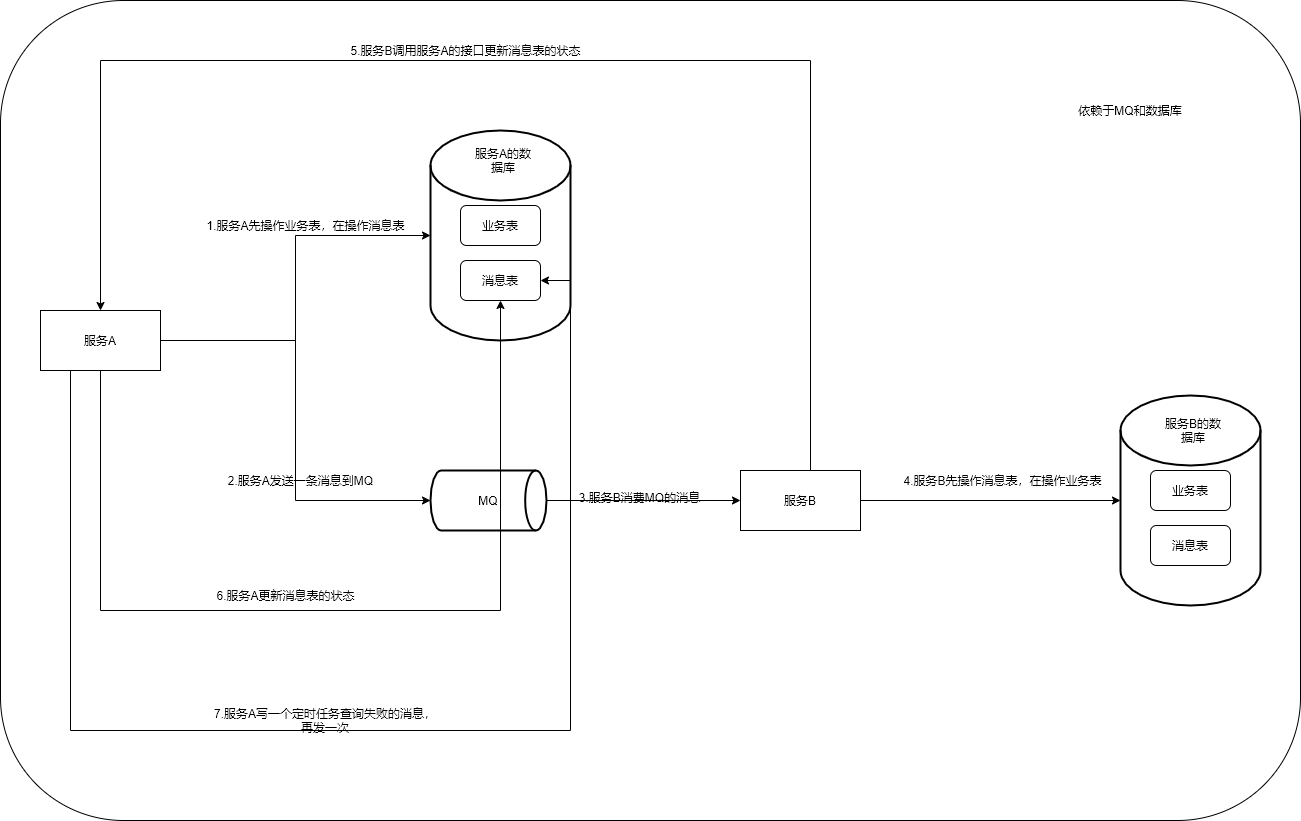 5.服务B调用服务A的接口更新消息表的状态
依赖于MQ和数据库
服务A的数
据库
1.服务A先操作业务表，在操作消息表
业务表
消息表
服务A
服务B的数
据库
2.服务A发送一条消息到MQ
MQ
3.服务B消费MQ的消息
服务B
4.服务B先操作消息表，在操作业务表
业务表
消息表
6.服务A更新消息表的状态
7.服务A写一个定时任务查询失败的消息，
再发一次